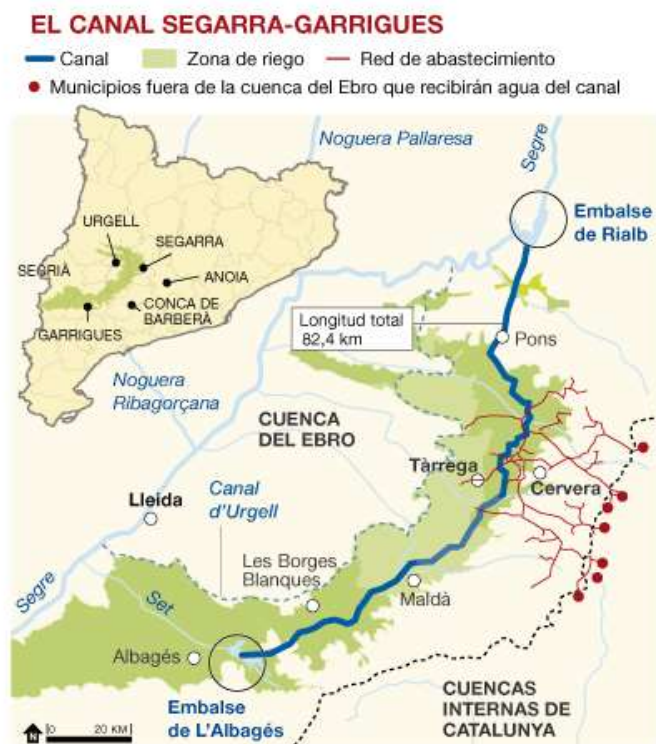 EL CANAL SEGARRA-GARRIGUES
Canal
Zona de riego
Red de abastecimiento
Municipios fuera de la cuenca del Ebro que recibirán agua del canal
Noguera Pallaresa
Segre
Embalse
de Rialb
URGELL
SEGARRA
SEGRIÀ
ANOIA
CONCA DE
BARBERÀ
GARRIGUES
Longitud total
82,4 km
Pons
Noguera
Ribagorçana
CUENCA
DEL EBRO
Tàrrega
Cervera
Lleida
Canal
d'Urgell
Les Borges
Blanques
Maldà
Segre
Set
Albagés
Embalse
de L'Albagés
CUENCAS
INTERNAS DE
CATALUNYA
N
0 20 KM